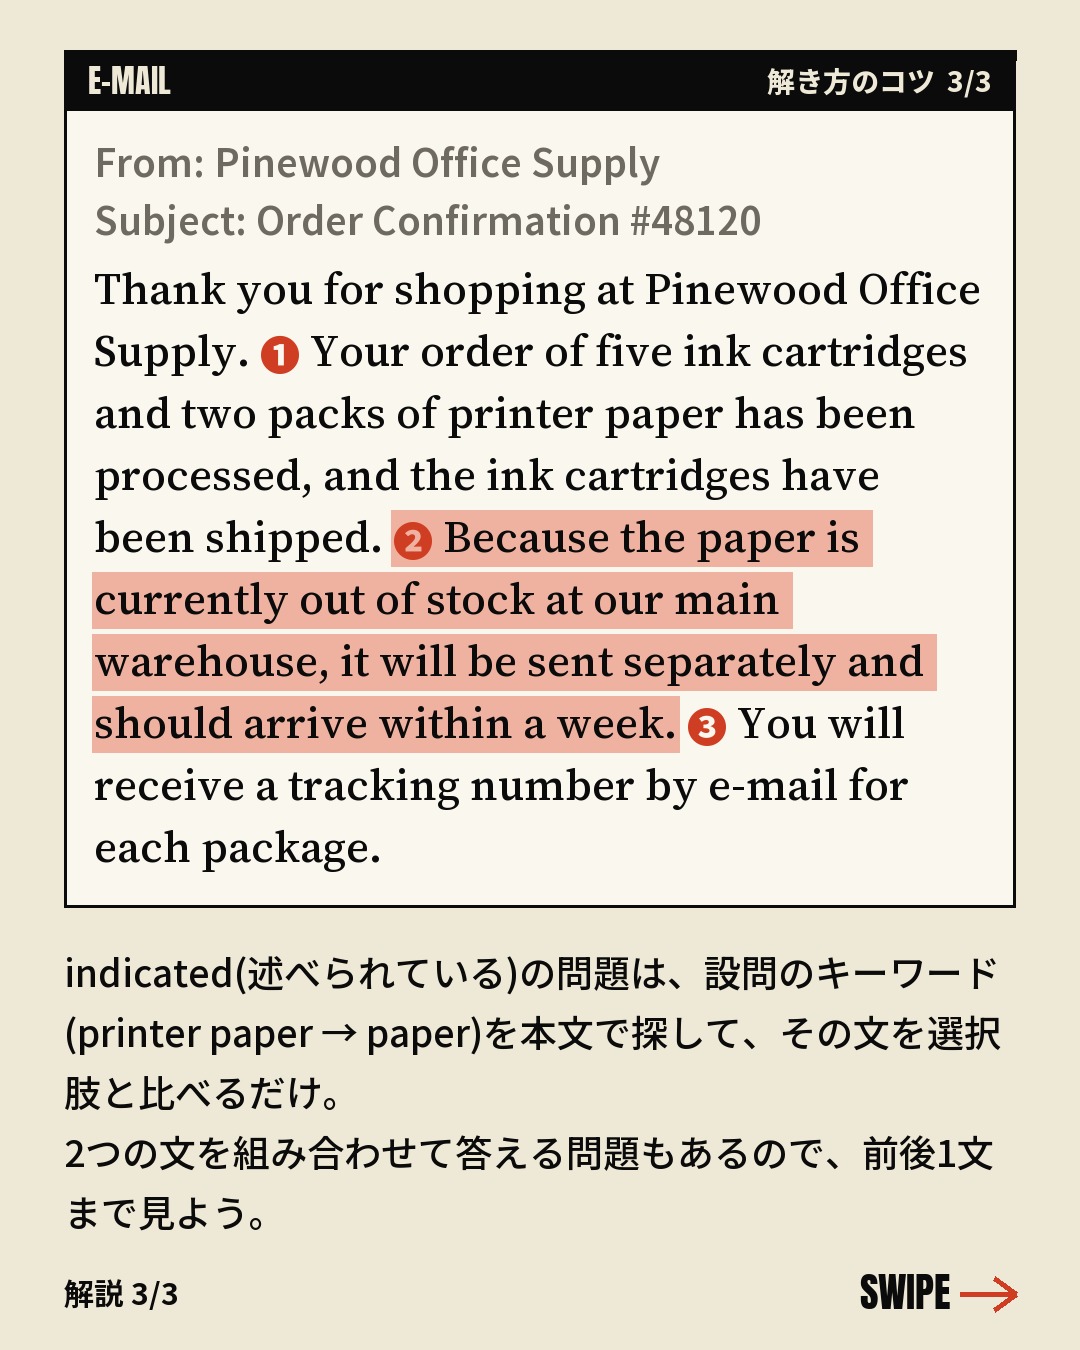 E-MAIL
解き方のコツ 3/3
From: Pinewood Office Supply
Subject: Order Confirmation #48120
Thank you for shopping at Pinewood Office
Supply. ❶ Your order of five ink cartridges
and two packs of printer paper has been
processed, and the ink cartridges have
been shipped. ❷ Because the paper is
currently out of stock at our main
warehouse, it will be sent separately and
should arrive within a week. ❸ You will
receive a tracking number by e-mail for
each package.
indicated(述べられている)の問題は、設問のキーワード
(printer paper → paper)を本文で探して、その文を選択
肢と比べるだけ。
2つの文を組み合わせて答える問題もあるので、前後1文
まで見よう。
解説 3/3
SWIPE